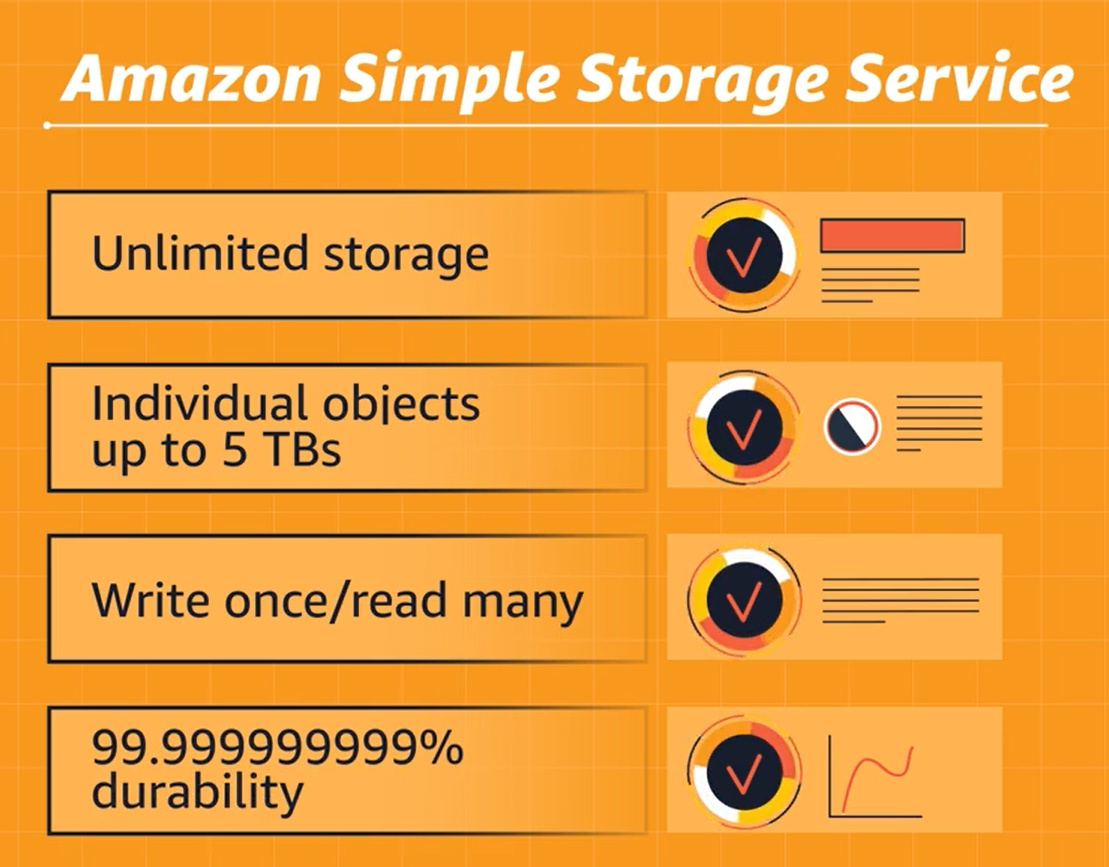 Amazon Simple Storage Service
Unlimited storage
Individual objects
up to 5 TBs
Write once/read many
99.999999999%
durability